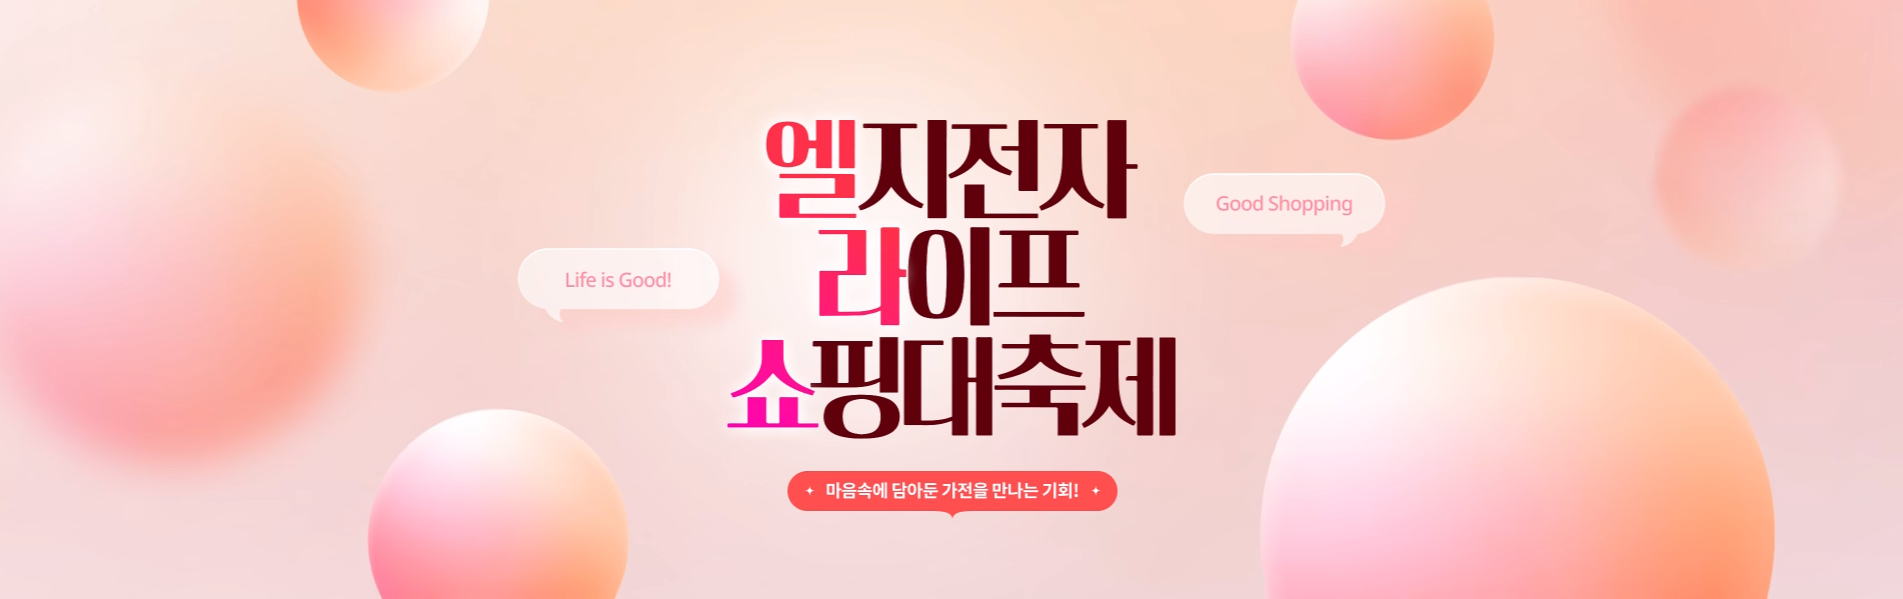 엘지전자
라이프
쇼핑대축제
Life is Good!
Good Shopping
마음속에 담아둔 가전을 만나는 기회!